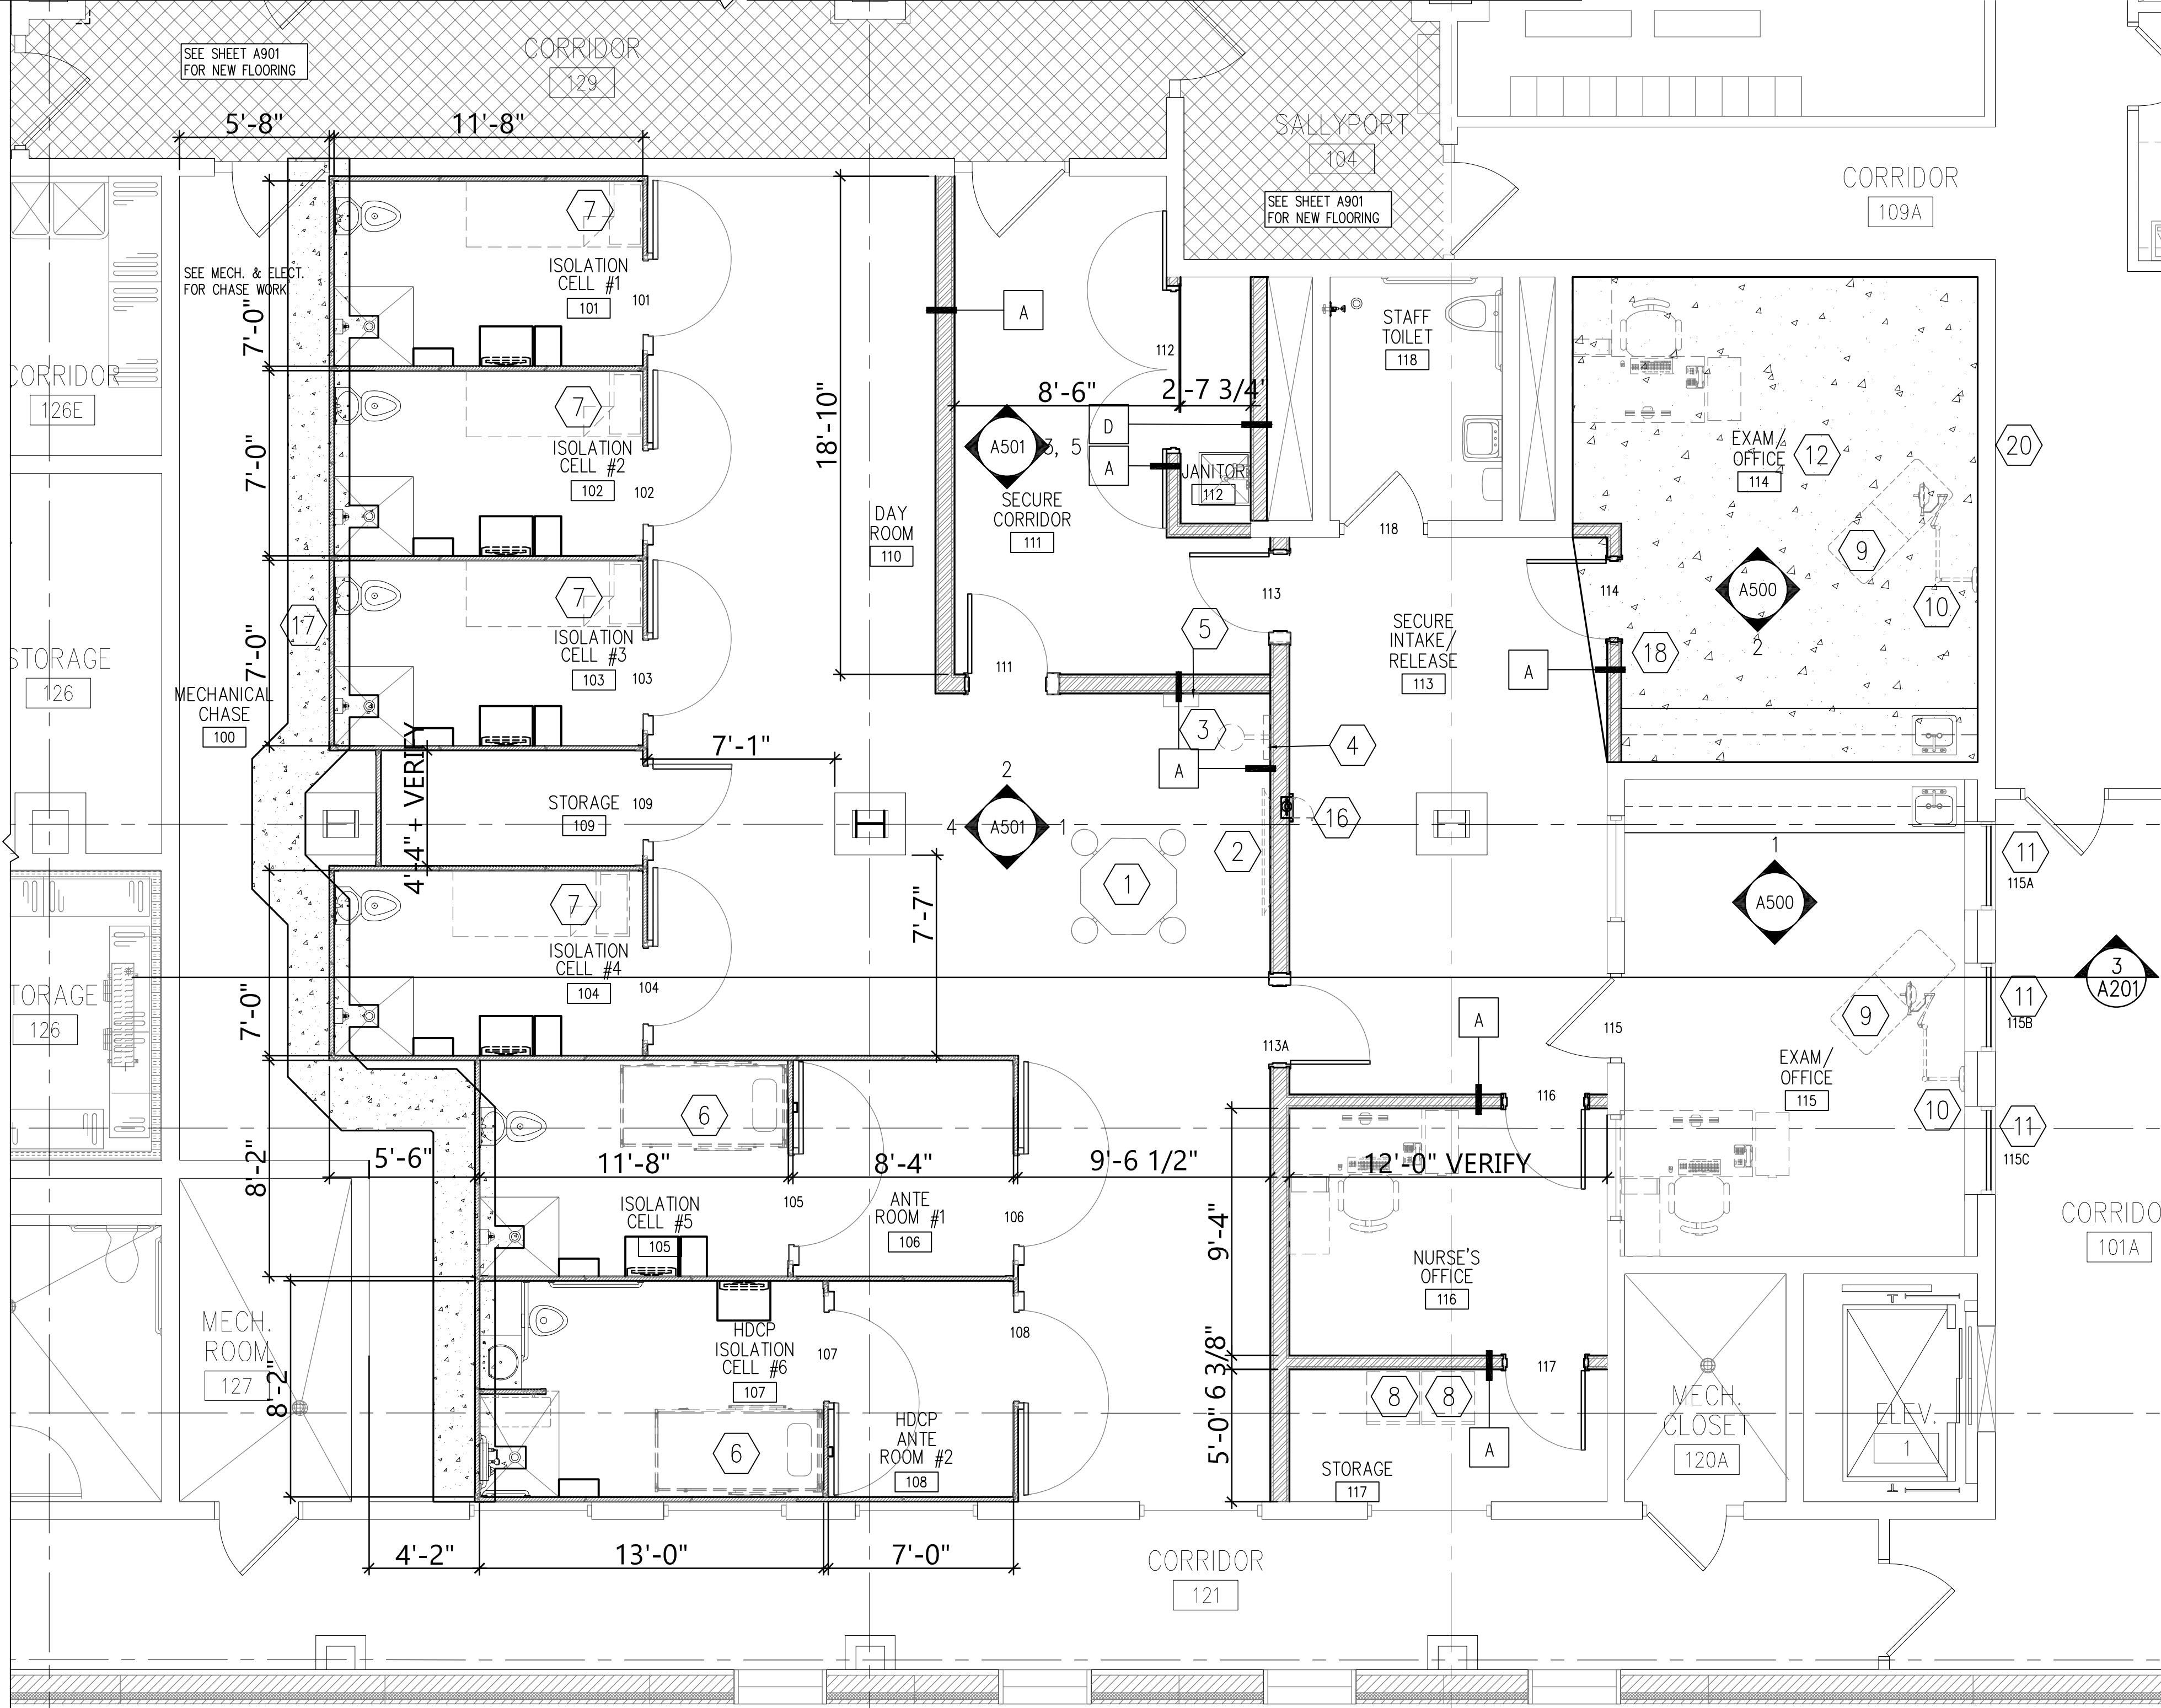 SEE SHEET A901
FOR NEW FLOORING
CORRIDOR
129
5'-8"
11'-8"
SALLYPORT
104
SEE SHEET A901
FOR NEW FLOORING
CORRIDOR
109A
7
ISOLATION
CELL #1
101
101
SEE MECH. & ELECT.
FOR CHASE WORK
7'-0"
A
112
STAFF
TOILET
118
CORRIDOR
126E
7
ISOLATION
CELL #2
102
102
7'-0"
18'-10"
8'-6"
2'-7 3/4"
D
A
A501
3, 5
JANITOR
112
EXAM/
OFFICE
114
12
20
DAY
ROOM
110
SECURE
CORRIDOR
111
118
9
7
ISOLATION
CELL #3
103
103
17
7'-0"
113
114
A500
2
10
5
SECURE
INTAKE/
RELEASE
113
18
A
STORAGE
126
MECHANICAL
CHASE
100
111
3
4
A
4'-4" + VERIFY
7'-1"
STORAGE
109
109
2
4
A501
1
16
2
1
11
115A
1
A500
7
ISOLATION
CELL #4
104
104
7'-0"
7'-7"
STORAGE
126
9
11
115B
3
A201
A
115
113A
116
EXAM/
OFFICE
115
10
11
115C
6
8'-2"
5'-6"
11'-8"
8'-4"
9'-6 1/2"
12'-0" VERIFY
ISOLATION
CELL #5
105
105
ANTE
ROOM #1
106
106
9'-4"
CORRIDO
101A
NURSE'S
OFFICE
116
MECH.
ROOM
127
8'-2"
HDCP
ISOLATION
CELL #6
107
107
108
5'-0" 6 3/8"
117
8
8
MECH.
CLOSET
120A
ELEV.
1
6
HDCP
ANTE
ROOM #2
108
A
STORAGE
117
4'-2"
13'-0"
7'-0"
CORRIDOR
121